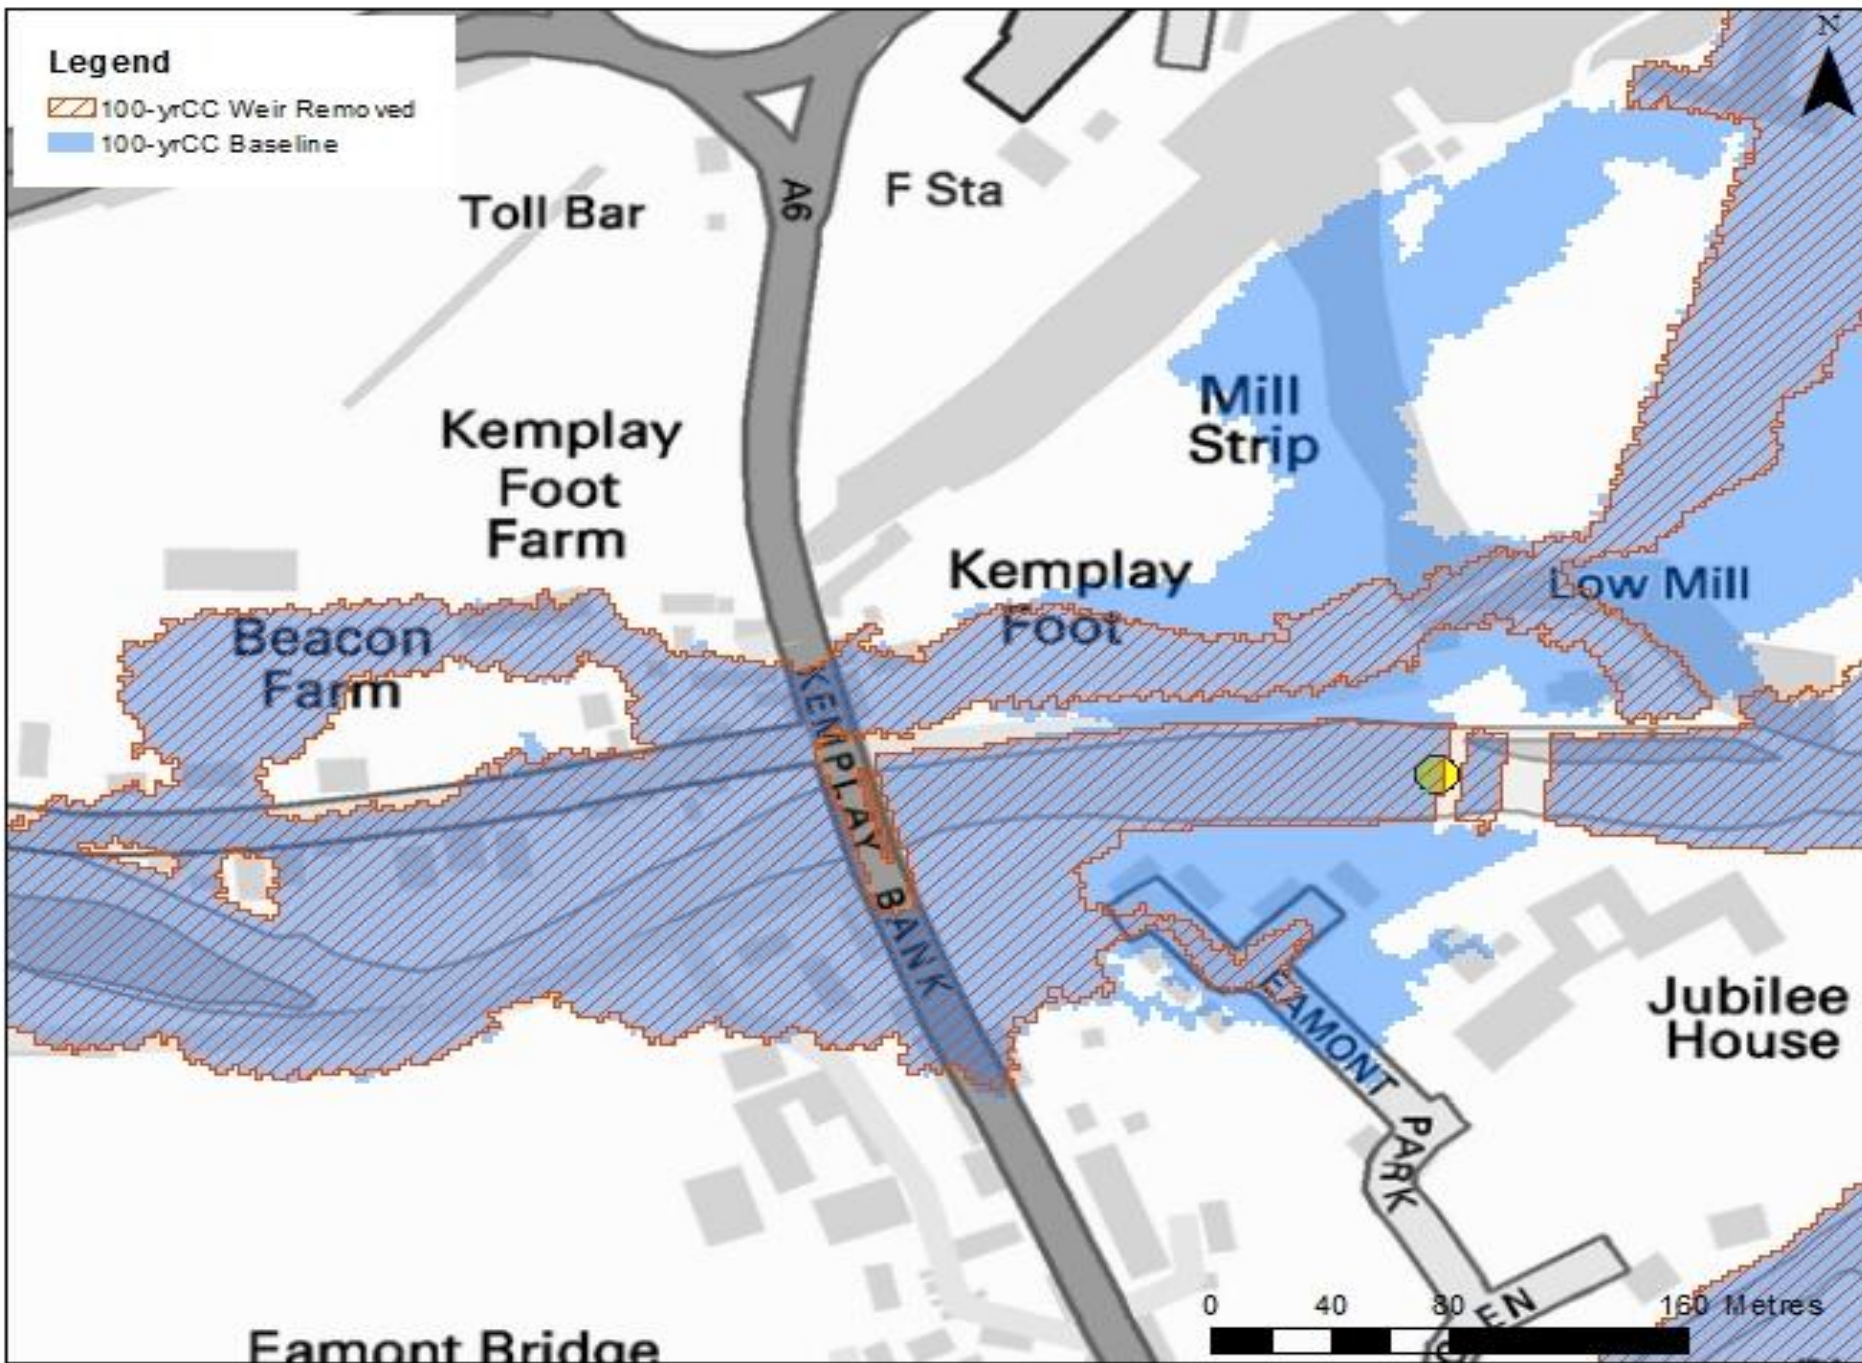 Legend
100-yrCC Weir Removed
100-yrCC Baseline
N
Toll Bar
A6
F Sta
Mill
Strip
Kemplay
Foot
Farm
Kemplay
Foot
Low Mill
Beacon
Farm
KEMPLAY BANK
EAMONT PARK
Jubilee
House
0 40 80 160 Metres
EN
Eamont Bridge